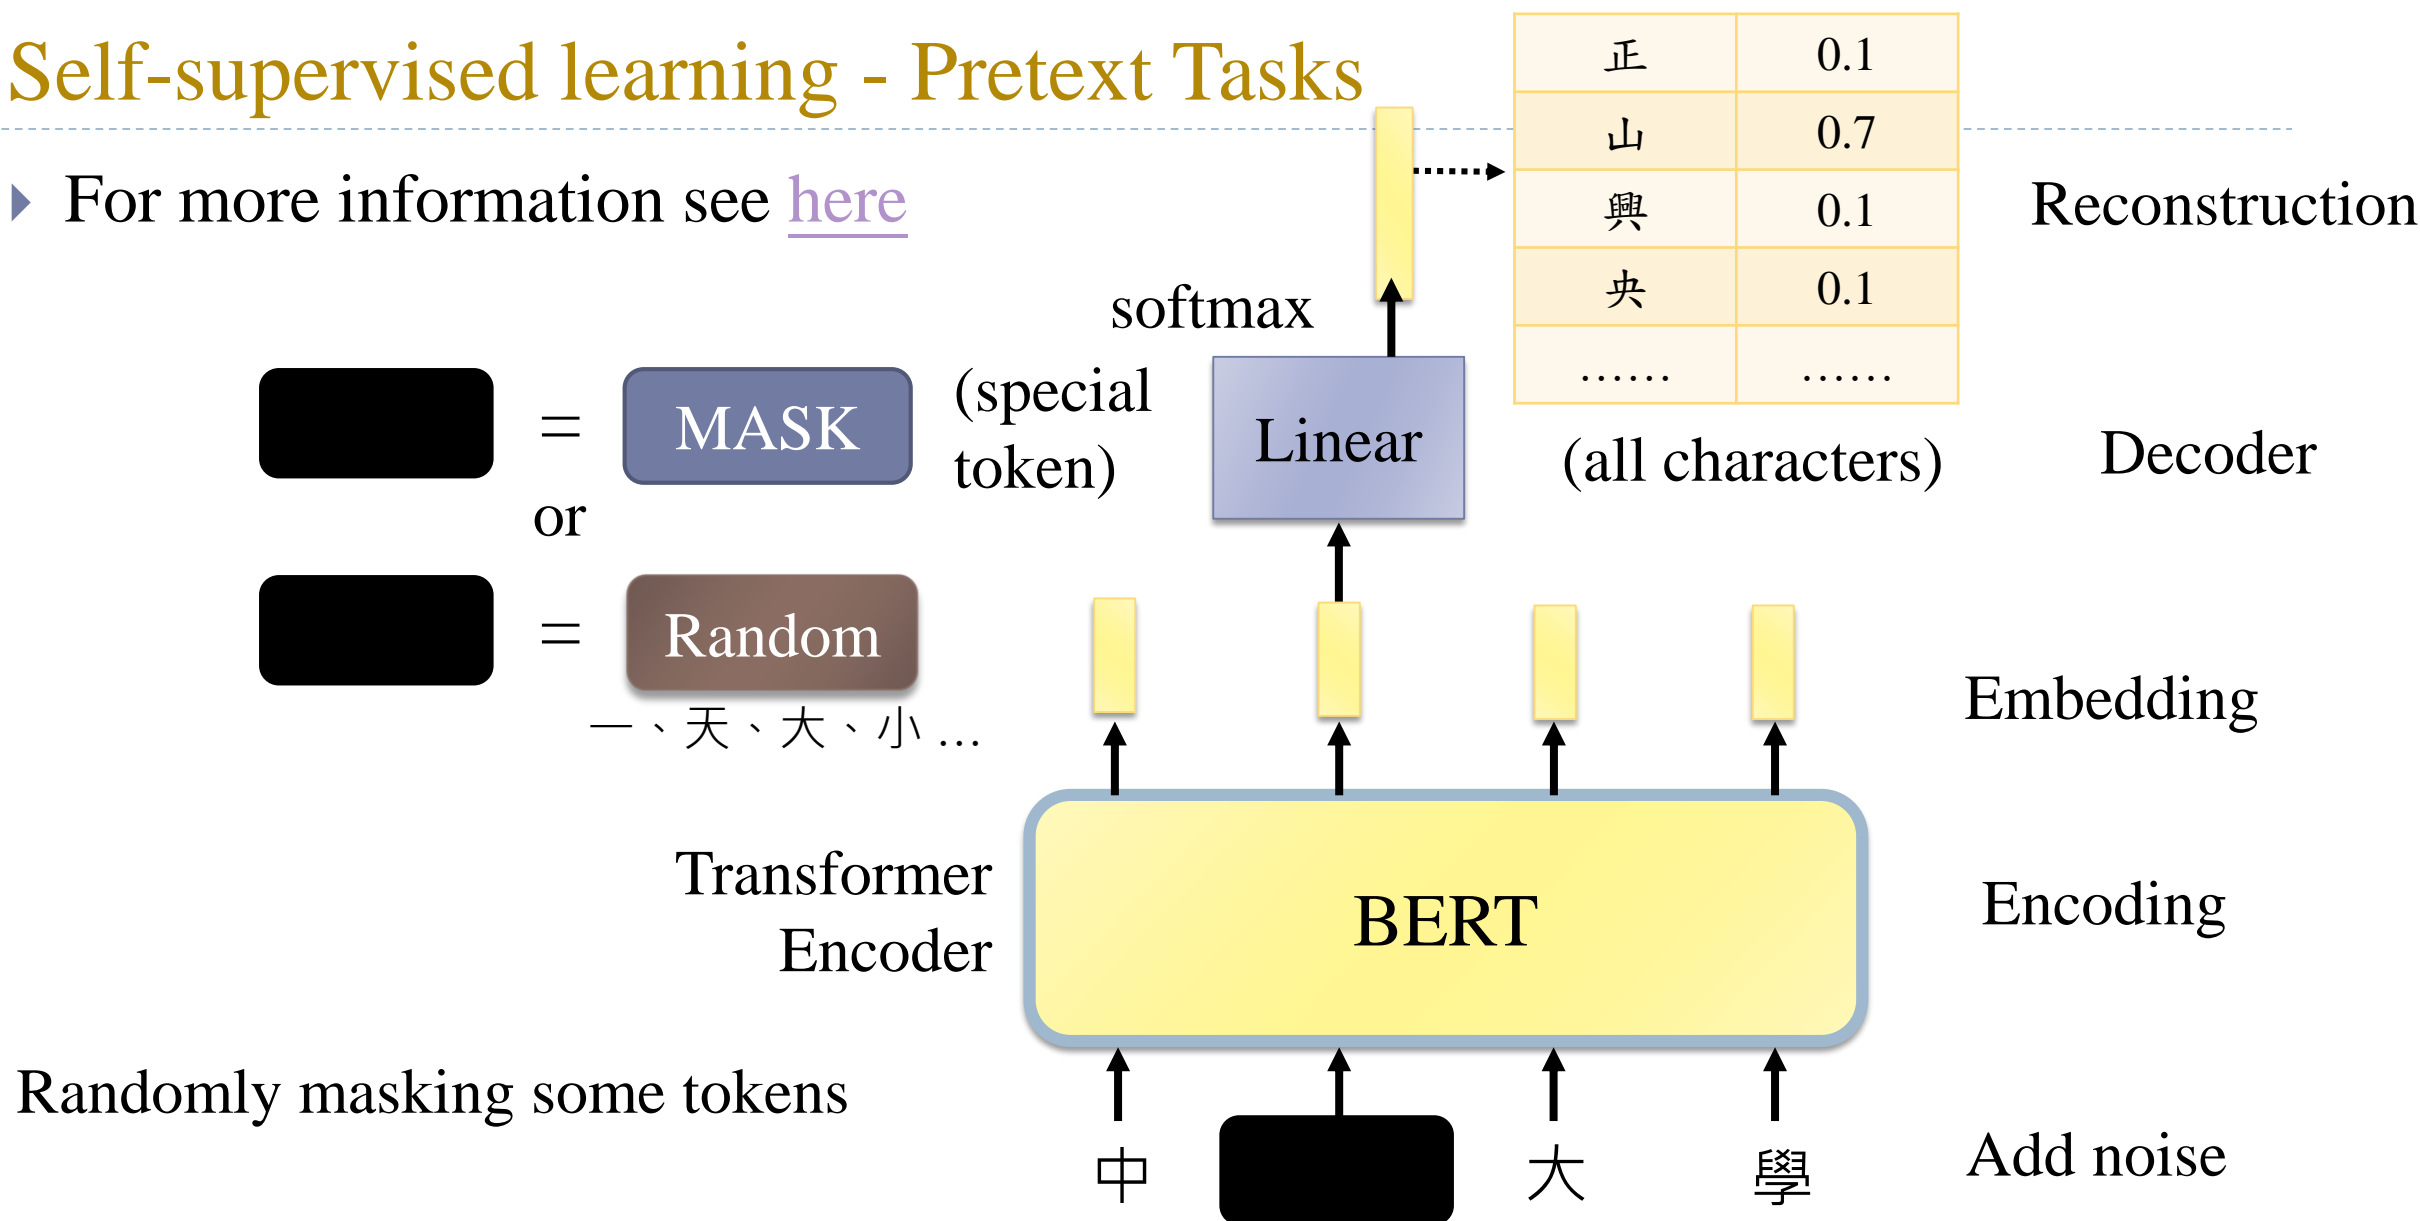 Self-supervised learning - Pretext Tasks
For more information see here
正 0.1
山 0.7
興 0.1
央 0.1
...... ......
(all characters)
Reconstruction
softmax
= MASK (special
token)
or
= Random
一、天、大、小 ...
Linear
Decoder
Embedding
Transformer
Encoder
BERT
Encoding
Randomly masking some tokens
中 大 學
Add noise